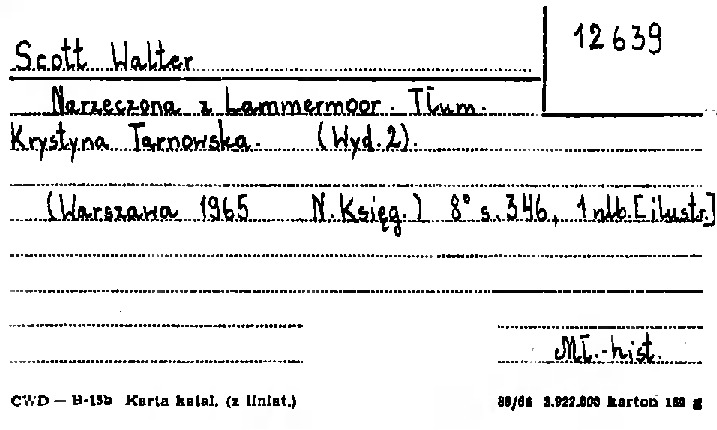 12639
Scott Walter
Narzeczona z Lammermoor. Tłum.
Krystyna Tarnowska. (Wyd. 2).
(Warszawa 1965 N. Księg.) 8° s. 346, 1 nlb. [ilustr.]
Mł.-hist.
CWD — B-15b Karta katal. (z liniat.)
karton g